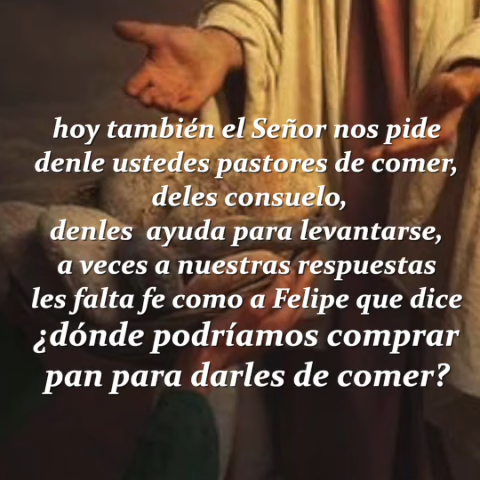 hoy también el Señor nos pide
denle ustedes pastores de comer,
deles consuelo,
denles ayuda para levantarse,
a veces a nuestras respuestas
les falta fe como a Felipe que dice
¿dónde podríamos comprar
pan para darles de comer?